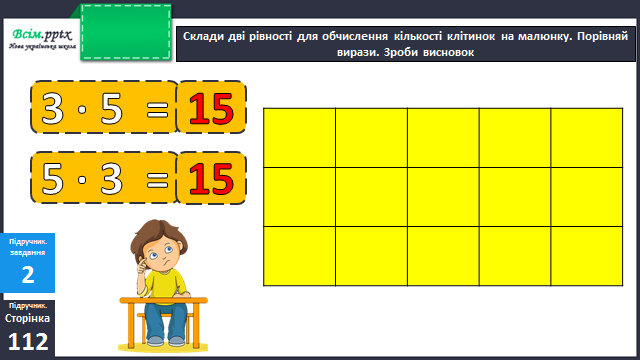 Всім.pptx
Нова українська школа
Склади дві рівності для обчислення кількості клітинок на малюнку. Порівняй
вирази. Зроби висновок
3 · 5 = 15
5 · 3 = 15
Підручник.
завдання
2
Підручник.
Сторінка
112